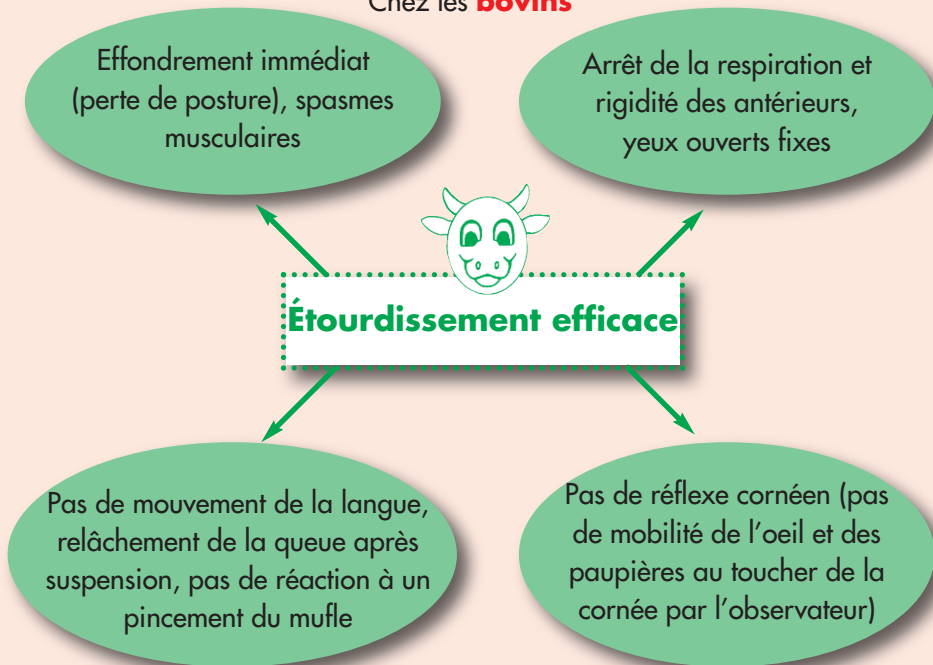 Chez les bovins
Effondrement immédiat
(perte de posture), spasmes
musculaires
Arrêt de la respiration et
rigidité des antérieurs,
yeux ouverts fixes
Étourdissement efficace
Pas de mouvement de la langue,
relâchement de la queue après
suspension, pas de réaction à un
pincement du mufle
Pas de réflexe cornéen (pas
de mobilité de l'oeil et des
paupières au toucher de la
cornée par l'observateur)